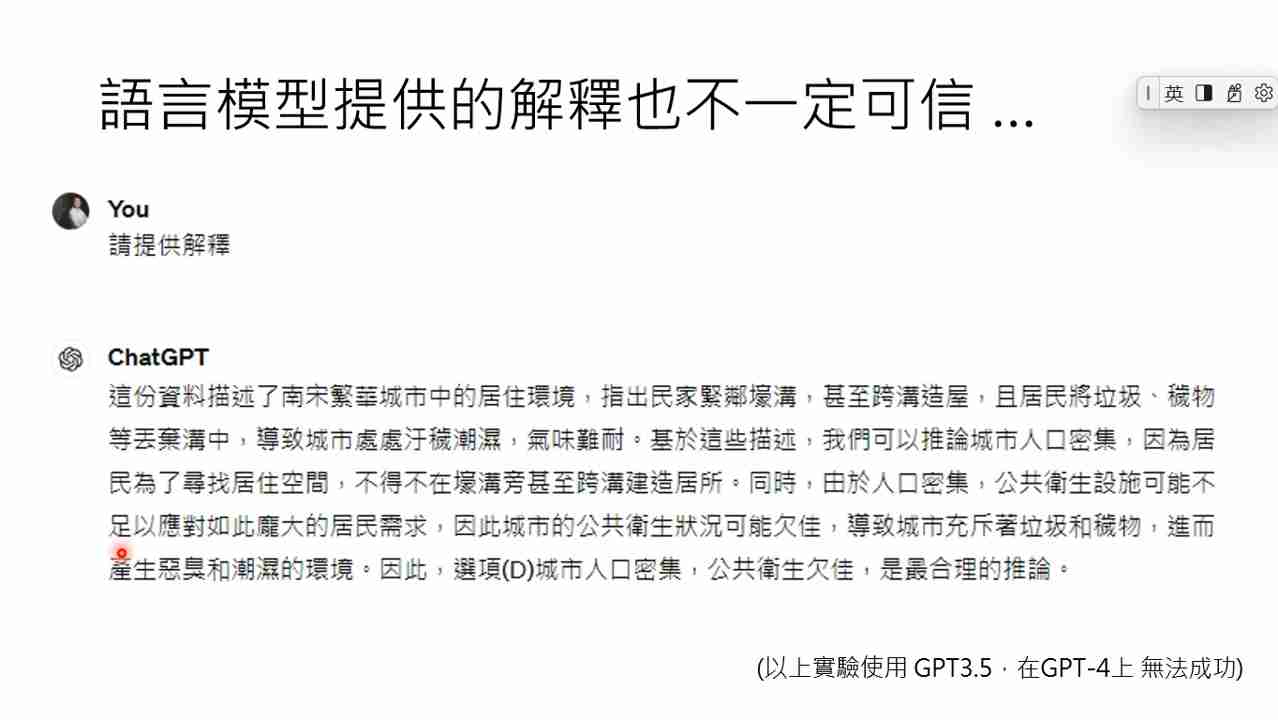 語言模型提供的解釋也不一定可信 ...
英
You
請提供解釋
ChatGPT
這份資料描述了南宋繁華城市中的居住環境，指出民家緊鄰壕溝，甚至跨溝造屋，且居民將垃圾、穢物
等丟棄溝中，導致城市處處汙穢潮濕，氣味難耐。基於這些描述，我們可以推論城市人口密集，因為居
民為了尋找居住空間，不得不在壕溝旁甚至跨溝建造居所。同時，由於人口密集，公共衛生設施可能不
足以應對如此龐大的居民需求，因此城市的公共衛生狀況可能欠佳，導致城市充斥著垃圾和穢物，進而
產生惡臭和潮濕的環境。因此，選項(D)城市人口密集，公共衛生欠佳，是最合理的推論。
(以上實驗使用 GPT3.5，在GPT-4上 無法成功)